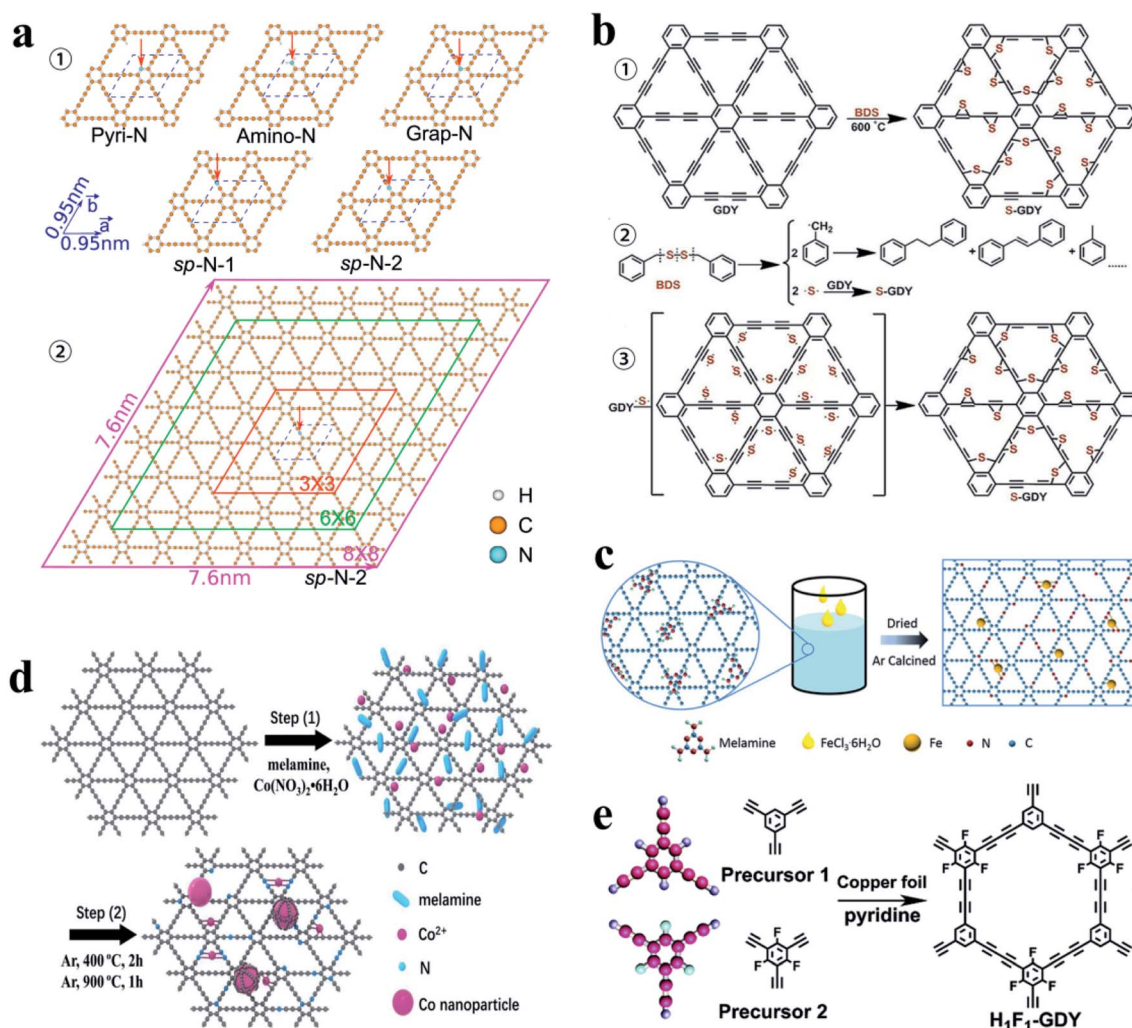 a
①
Pyri-N
Amino-N
Grap-N
0.95nm
b
a
0.95nm
sp-N-1
sp-N-2
②
7.6nm
3X3
6X6
8X8
7.6nm
sp-N-2
H
C
N
b
①
GDY
BDS
600 °C
S
S
S
S
S
S
S
S
S
S
S
S
S-GDY
②
S
S
BDS
2
·CH2
+
+
......
2 ·S· GDY S-GDY
③
GDY ·S·
·S·
·S·
·S·
·S·
S
S
S
S
S
S
S
S
S-GDY
c
Dried
Ar Calcined
Melamine
FeCl3·6H2O
Fe
N
C
d
Step (1)
melamine,
Co(NO3)2•6H2O
Step (2)
Ar, 400 °C, 2h
Ar, 900 °C, 1h
C
melamine
Co2+
N
Co nanoparticle
e
Precursor 1
F
F
F
Precursor 2
Copper foil
pyridine
F
F
F
F
F
F
F
F
F
H1F1-GDY